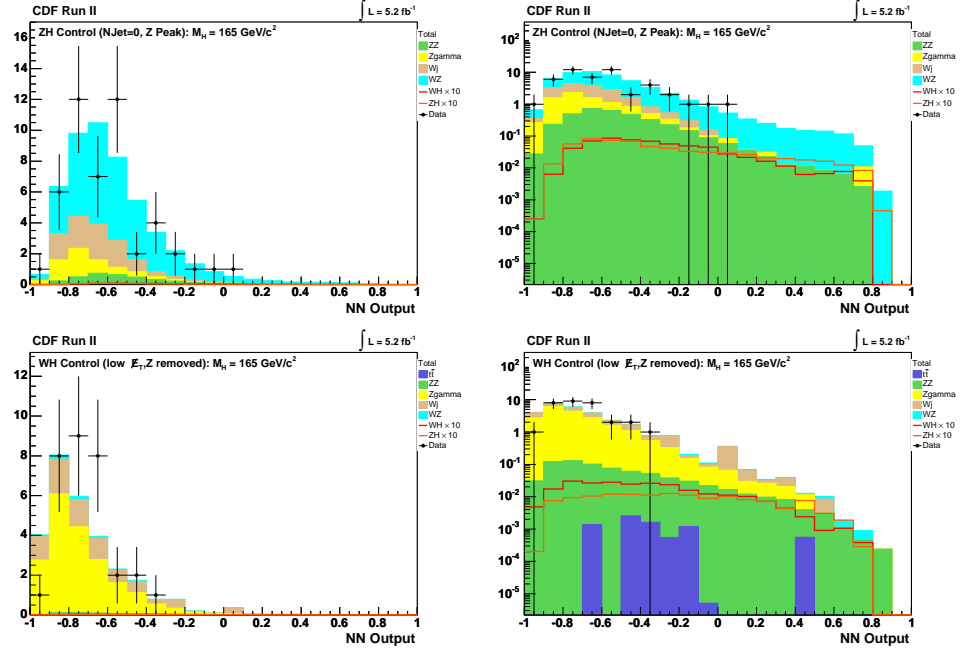 CDF Run II
∫ L = 5.2 fb⁻¹
ZH Control (NJet=0, Z Peak): M_H = 165 GeV/c²
Total
ZZ
Zgamma
Wj
WZ
WH × 10
ZH × 10
Data
16
14
12
10
8
6
4
2
0
-1 -0.8 -0.6 -0.4 -0.2 0 0.2 0.4 0.6 0.8 1
NN Output
CDF Run II
∫ L = 5.2 fb⁻¹
ZH Control (NJet=0, Z Peak): M_H = 165 GeV/c²
Total
ZZ
Zgamma
Wj
WZ
WH × 10
ZH × 10
Data
10²
10
1
10⁻¹
10⁻²
10⁻³
10⁻⁴
10⁻⁵
-1 -0.8 -0.6 -0.4 -0.2 0 0.2 0.4 0.6 0.8 1
NN Output
CDF Run II
∫ L = 5.2 fb⁻¹
WH Control (low E̸_T,Z removed): M_H = 165 GeV/c²
Total
tt̄
ZZ
Zgamma
Wj
WZ
WH × 10
ZH × 10
Data
12
10
8
6
4
2
0
-1 -0.8 -0.6 -0.4 -0.2 0 0.2 0.4 0.6 0.8 1
NN Output
CDF Run II
∫ L = 5.2 fb⁻¹
WH Control (low E̸_T,Z removed): M_H = 165 GeV/c²
Total
tt̄
ZZ
Zgamma
Wj
WZ
WH × 10
ZH × 10
Data
10²
10
1
10⁻¹
10⁻²
10⁻³
10⁻⁴
10⁻⁵
-1 -0.8 -0.6 -0.4 -0.2 0 0.2 0.4 0.6 0.8 1
NN Output